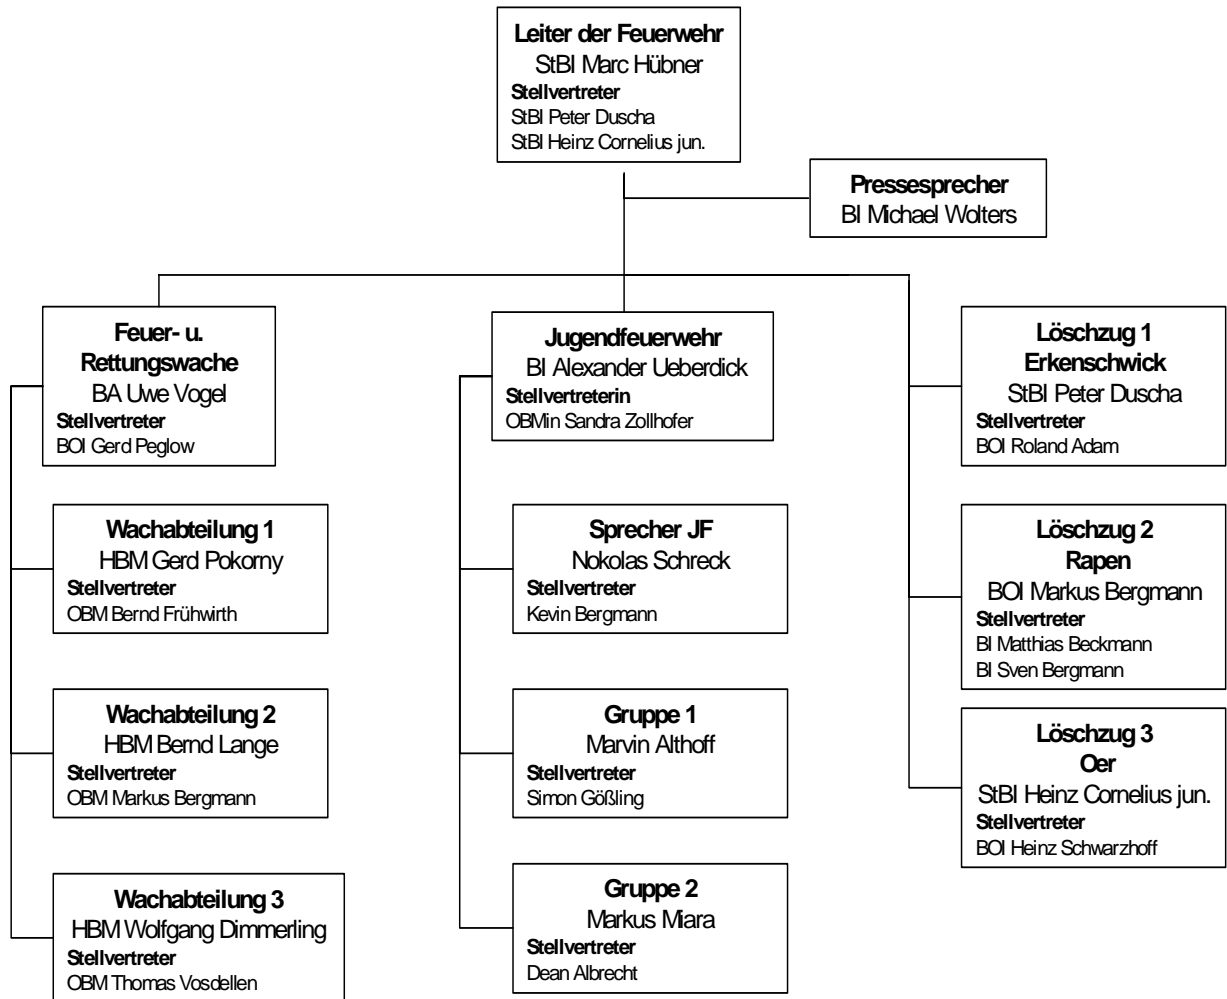 Leiter der Feuerwehr
StBI Marc Hübner
Stellvertreter
StBI Peter Duscha
StBI Heinz Cornelius jun.
Pressesprecher
BI Michael Wolters
Feuer- u.
Rettungswache
BA Uwe Vogel
Stellvertreter
BOI Gerd Peglow
Wachabteilung 1
HBM Gerd Pokorny
Stellvertreter
OBM Bernd Frühwirth
Wachabteilung 2
HBM Bernd Lange
Stellvertreter
OBM Markus Bergmann
Wachabteilung 3
HBM Wolfgang Dimmerling
Stellvertreter
OBM Thomas Vosdellen
Jugendfeuerwehr
BI Alexander Ueberdick
Stellvertreterin
OBMin Sandra Zollhofer
Sprecher JF
Nokolas Schreck
Stellvertreter
Kevin Bergmann
Gruppe 1
Marvin Althoff
Stellvertreter
Simon Gößling
Gruppe 2
Markus Miara
Stellvertreter
Dean Albrecht
Löschzug 1
Erkenschwick
StBI Peter Duscha
Stellvertreter
BOI Roland Adam
Löschzug 2
Rapen
BOI Markus Bergmann
Stellvertreter
BI Matthias Beckmann
BI Sven Bergmann
Löschzug 3
Oer
StBI Heinz Cornelius jun.
Stellvertreter
BOI Heinz Schwarzhoff